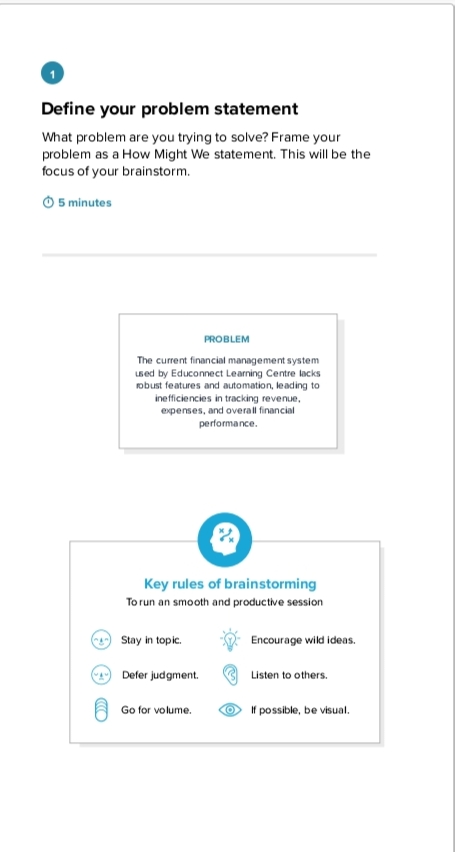 1
Define your problem statement
What problem are you trying to solve? Frame your
problem as a How Might We statement. This will be the
focus of your brainstorm.
5 minutes
PROBLEM
The current financial management system
used by Educonnect Learning Centre lacks
robust features and automation, leading to
inefficiencies in tracking revenue,
expenses, and overall financial
performance.
Key rules of brainstorming
To run an smooth and productive session
Stay in topic.
Encourage wild ideas.
Defer judgment.
Listen to others.
Go for volume.
If possible, be visual.